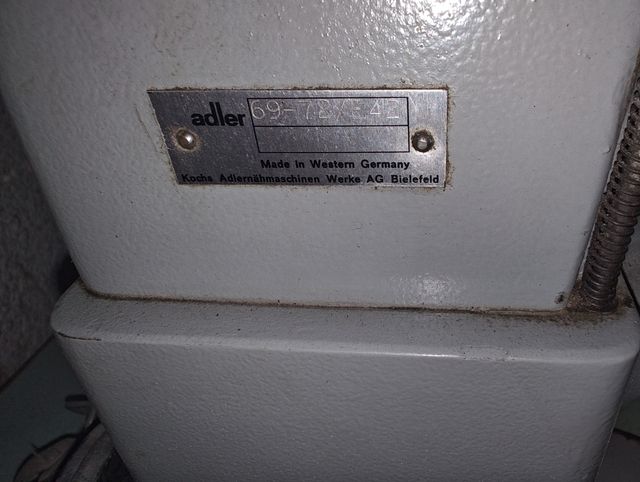 adler
Made in Western Germany
Kochs Adlernähmaschinen Werke AG Bielefeld